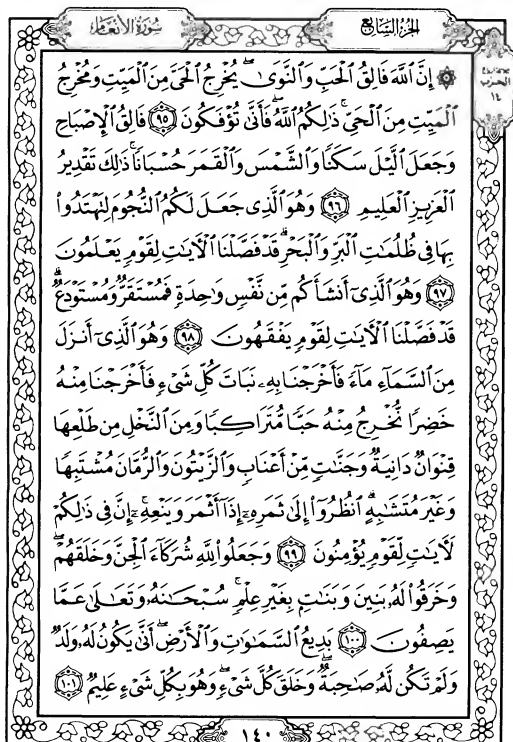 الجزء السابع
سورة الأنعام
الحزب
١٤
۞ إِنَّ ٱللَّهَ فَالِقُ ٱلْحَبِّ وَٱلنَّوَىٰ ۖ يُخْرِجُ ٱلْحَىَّ مِنَ ٱلْمَيِّتِ وَمُخْرِجُ
ٱلْمَيِّتِ مِنَ ٱلْحَىِّ ۚ ذَٰلِكُمُ ٱللَّهُ ۖ فَأَنَّىٰ تُؤْفَكُونَ ٩٥ فَالِقُ ٱلْإِصْبَاحِ
وَجَعَلَ ٱلَّيْلَ سَكَنًا وَٱلشَّمْسَ وَٱلْقَمَرَ حُسْبَانًا ۚ ذَٰلِكَ تَقْدِيرُ
ٱلْعَزِيزِ ٱلْعَلِيمِ ٩٦ وَهُوَ ٱلَّذِى جَعَلَ لَكُمُ ٱلنُّجُومَ لِتَهْتَدُوا۟
بِهَا فِى ظُلُمَٰتِ ٱلْبَرِّ وَٱلْبَحْرِ ۗ قَدْ فَصَّلْنَا ٱلْءَايَٰتِ لِقَوْمٍ يَعْلَمُونَ
٩٧ وَهُوَ ٱلَّذِىٓ أَنشَأَكُم مِّن نَّفْسٍ وَٰحِدَةٍ فَمُسْتَقَرٌّ وَمُسْتَوْدَعٌ ۗ
قَدْ فَصَّلْنَا ٱلْءَايَٰتِ لِقَوْمٍ يَفْقَهُونَ ٩٨ وَهُوَ ٱلَّذِىٓ أَنزَلَ
مِنَ ٱلسَّمَآءِ مَآءً فَأَخْرَجْنَا بِهِۦ نَبَاتَ كُلِّ شَىْءٍ فَأَخْرَجْنَا مِنْهُ
خَضِرًا نُّخْرِجُ مِنْهُ حَبًّا مُّتَرَاكِبًا وَمِنَ ٱلنَّخْلِ مِن طَلْعِهَا
قِنْوَانٌ دَانِيَةٌ وَجَنَّٰتٍ مِّنْ أَعْنَابٍ وَٱلزَّيْتُونَ وَٱلرُّمَّانَ مُشْتَبِهًا
وَغَيْرَ مُتَشَٰبِهٍ ۗ ٱنظُرُوٓا۟ إِلَىٰ ثَمَرِهِۦٓ إِذَآ أَثْمَرَ وَيَنْعِهِۦٓ ۚ إِنَّ فِى ذَٰلِكُمْ
لَءَايَٰتٍ لِّقَوْمٍ يُؤْمِنُونَ ٩٩ وَجَعَلُوا۟ لِلَّهِ شُرَكَآءَ ٱلْجِنَّ وَخَلَقَهُمْ ۖ
وَخَرَقُوا۟ لَهُۥ بَنِينَ وَبَنَٰتٍۭ بِغَيْرِ عِلْمٍ ۚ سُبْحَٰنَهُۥ وَتَعَٰلَىٰ عَمَّا
يَصِفُونَ ١٠٠ بَدِيعُ ٱلسَّمَٰوَٰتِ وَٱلْأَرْضِ ۖ أَنَّىٰ يَكُونُ لَهُۥ وَلَدٌ
وَلَمْ تَكُن لَّهُۥ صَٰحِبَةٌ ۖ وَخَلَقَ كُلَّ شَىْءٍ ۖ وَهُوَ بِكُلِّ شَىْءٍ عَلِيمٌ ١٠١
١٤٠